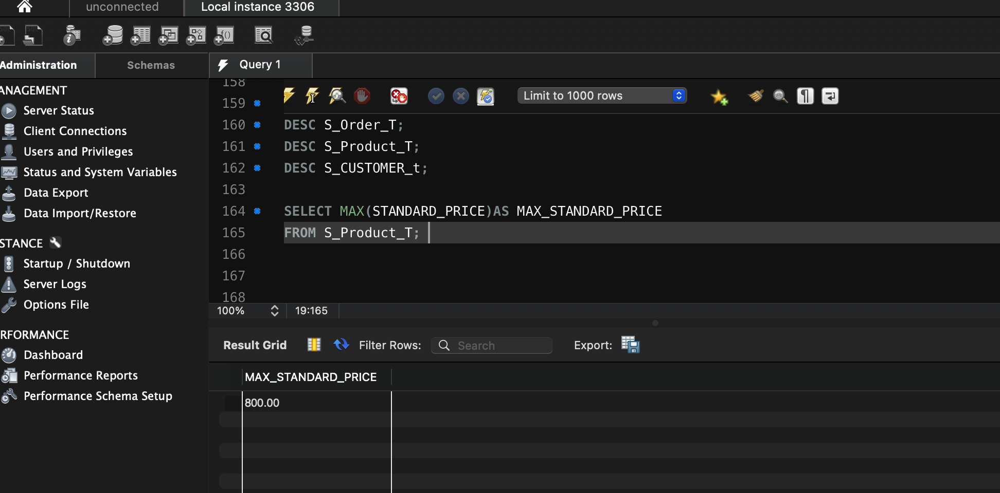 unconnected
Local instance 3306
Administration
Schemas
Query 1
ANAGEMENT
Server Status
Client Connections
Users and Privileges
Status and System Variables
Data Export
Data Import/Restore
STANCE
Startup / Shutdown
Server Logs
Options File
RFORMANCE
Dashboard
Performance Reports
Performance Schema Setup
Limit to 1000 rows
158
159
160 DESC S_Order_T;
161 DESC S_Product_T;
162 DESC S_CUSTOMER_t;
163
164 SELECT MAX(STANDARD_PRICE)AS MAX_STANDARD_PRICE
165 FROM S_Product_T;
166
167
168
100% 19:165
Result Grid Filter Rows: Search Export:
MAX_STANDARD_PRICE
800.00